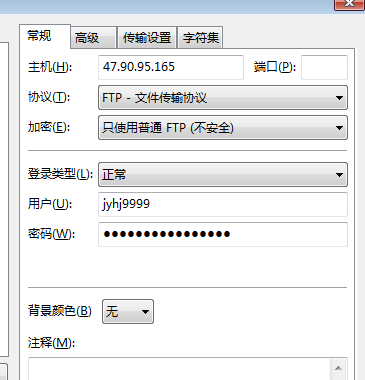 常规 高级 传输设置 字符集
主机(H): 47.90.95.165 端口(P):
协议(T): FTP - 文件传输协议
加密(E): 只使用普通 FTP (不安全)
登录类型(L): 正常
用户(U): jyhj9999
密码(W): ●●●●●●●●●●●●●●●●
背景颜色(B) 无
注释(M):